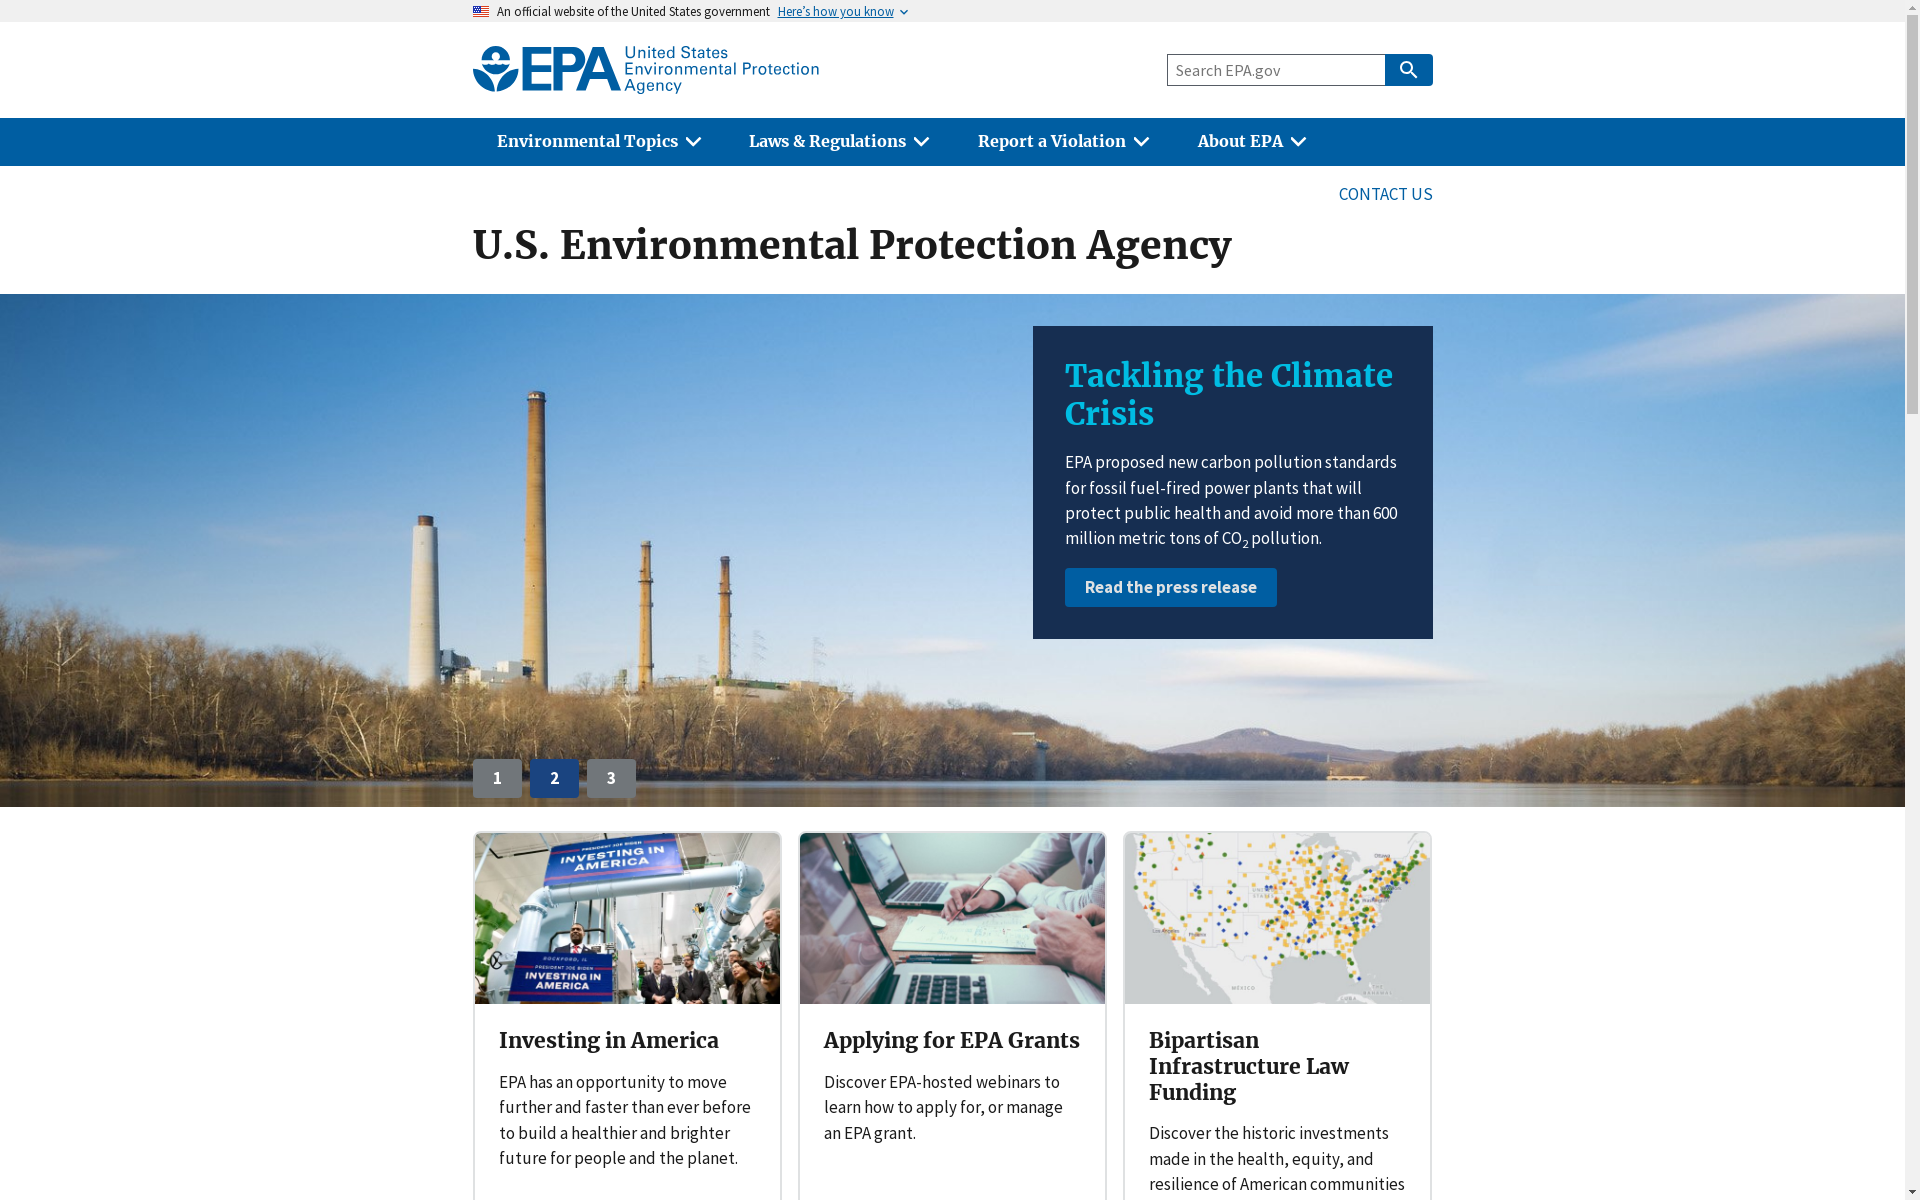 An official website of the United States government Here's how you know
EPA
United States
Environmental Protection
Agency
Search EPA.gov
Environmental Topics Laws & Regulations Report a Violation About EPA
CONTACT US
U.S. Environmental Protection Agency
Tackling the Climate
Crisis
EPA proposed new carbon pollution standards
for fossil fuel-fired power plants that will
protect public health and avoid more than 600
million metric tons of CO2 pollution.
Read the press release
1 2 3
PRESIDENT JOE BIDEN
INVESTING IN
AMERICA
ROCKFORD, IL
PRESIDENT JOE BIDEN
INVESTING IN
AMERICA
Ottawa
Los Angeles
MÉXICO
Investing in America
EPA has an opportunity to move
further and faster than ever before
to build a healthier and brighter
future for people and the planet.
Applying for EPA Grants
Discover EPA-hosted webinars to
learn how to apply for, or manage
an EPA grant.
Bipartisan
Infrastructure Law
Funding
Discover the historic investments
made in the health, equity, and
resilience of American communities